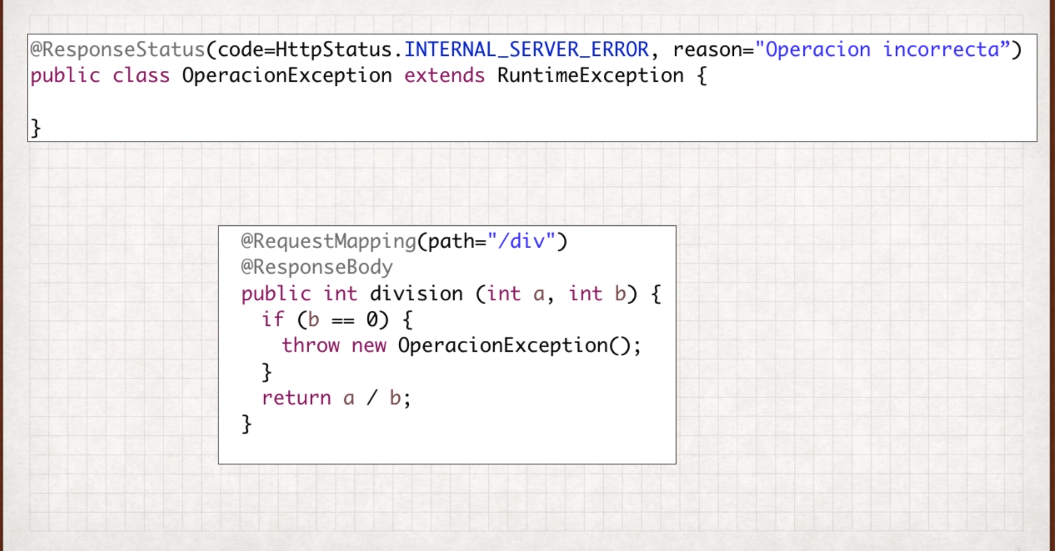 @ResponseStatus(code=HttpStatus.INTERNAL_SERVER_ERROR, reason="Operacion incorrecta”)
public class OperacionException extends RuntimeException {
}
@RequestMapping(path="/div")
@ResponseBody
public int division (int a, int b) {
if (b == 0) {
throw new OperacionException();
}
return a / b;
}